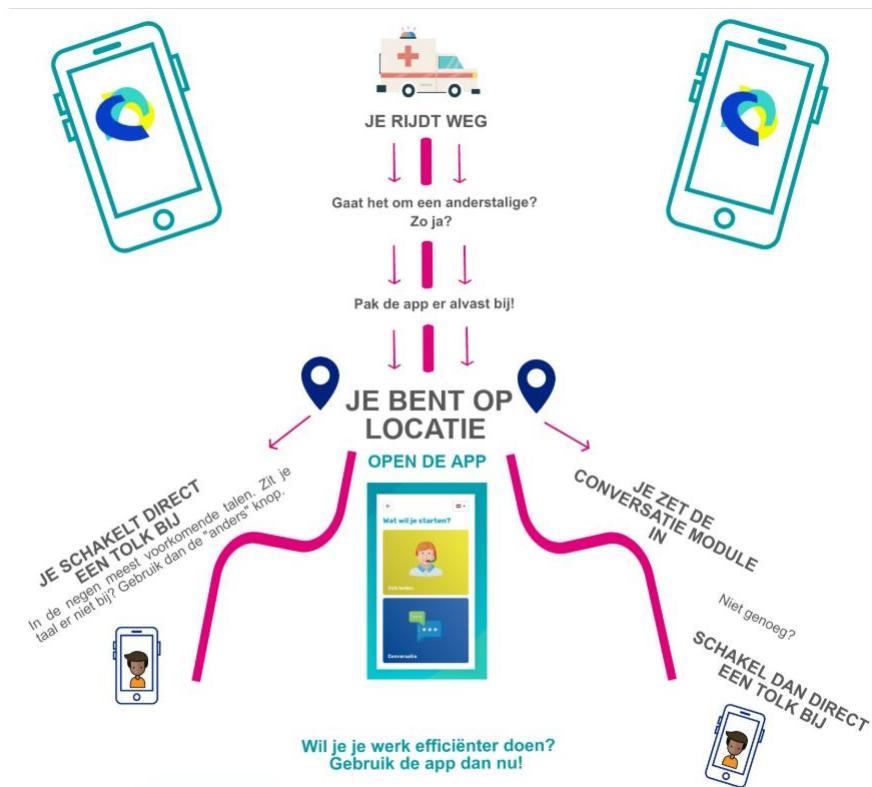 JE RIJDT WEG
Gaat het om een anderstalige?
Zo ja?
Pak de app er alvast bij!
JE BENT OP
LOCATIE
OPEN DE APP
Wat wil je starten?
Tolk bellen
Conversatie
JE SCHAKELT DIRECT
EEN TOLK BIJ
In de negen meest voorkomende talen. Zit je
taal er niet bij? Gebruik dan de "anders" knop.
JE ZET DE
CONVERSATIE MODULE
IN
Niet genoeg?
SCHAKEL DAN DIRECT
EEN TOLK BIJ
Wil je je werk efficiënter doen?
Gebruik de app dan nu!